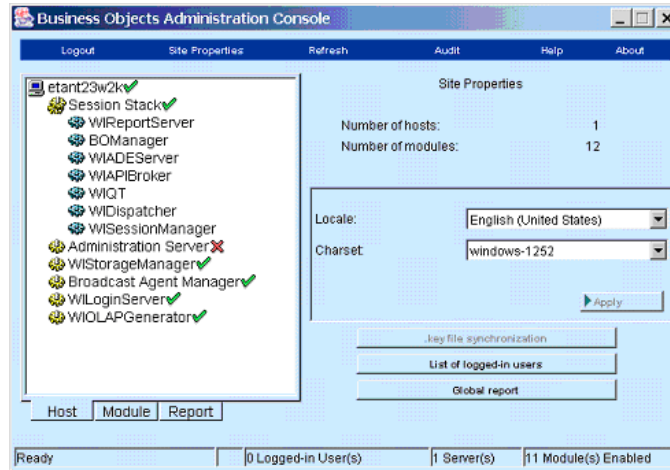 Business Objects Administration Console
Logout Site Properties Refresh Audit Help About
etant23w2k
Session Stack
WIReportServer
BOManager
WIADEServer
WIAPIBroker
WIQT
WIDispatcher
WISessionManager
Administration Server
WIStorageManager
Broadcast Agent Manager
WILoginServer
WIOLAPGenerator
Host Module Report
Site Properties
Number of hosts: 1
Number of modules: 12
Locale: English (United States)
Charset windows-1252
Apply
.key file synchronization
List of logged-in users
Global report
Ready 0 Logged-in User(s) 1 Server(s) 11 Module(s) Enabled